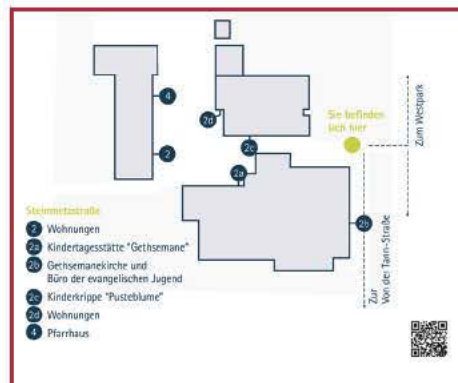 4
2d
Sie befinden
sich hier
Zum Westpark
2
2c
2a
2b
Zur
Von der Tann-Straße
Steinmetzstraße
2 Wohnungen
2a Kindertagesstätte "Gethsemane"
2b Gethsemanekirche und
Büro der evangelischen Jugend
2c Kinderkrippe "Pusteblume"
2d Wohnungen
4 Pfarrhaus